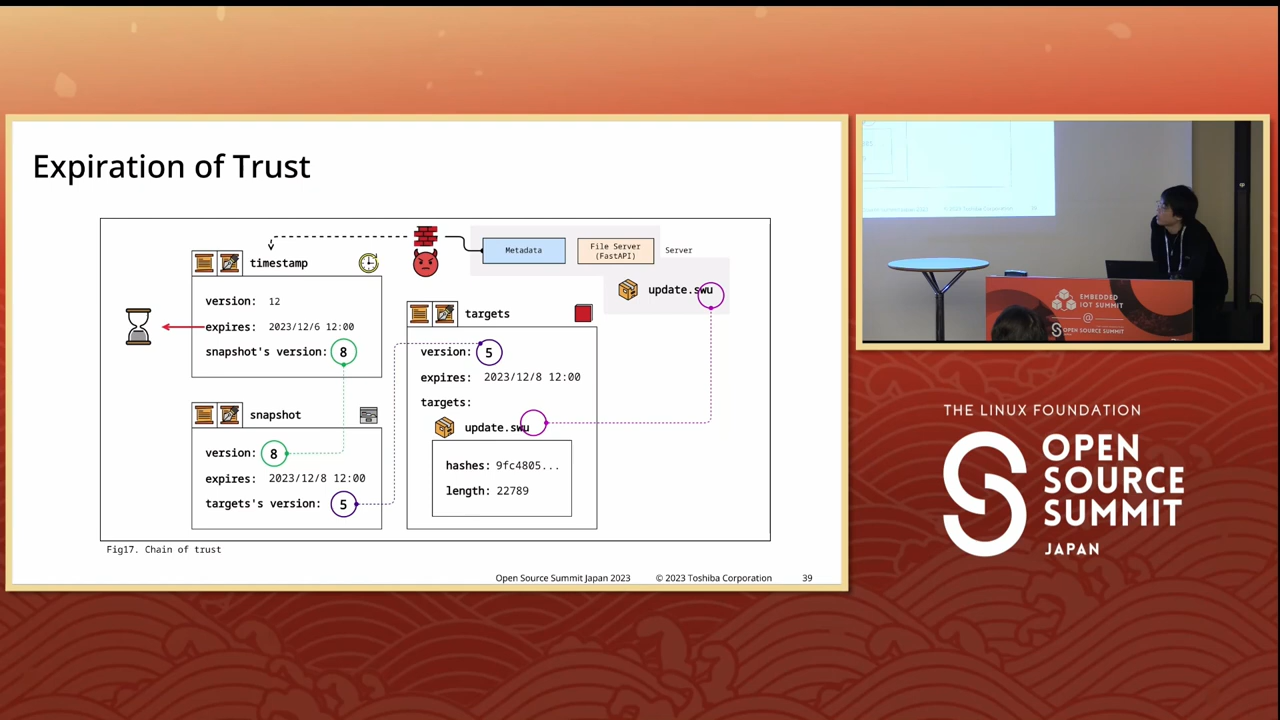 Expiration of Trust
Metadata
File Server
(FastAPI)
Server
timestamp
version: 12
expires: 2023/12/6 12:00
snapshot's version: 8
update.swu
targets
version: 5
expires: 2023/12/8 12:00
targets:
update.swu
hashes: 9fc4805...
length: 22789
snapshot
version: 8
expires: 2023/12/8 12:00
targets's version: 5
Fig17. Chain of trust
Open Source Summit Japan 2023 © 2023 Toshiba Corporation 39
EMBEDDED
IOT SUMMIT
@
OPEN SOURCE SUMMIT
THE LINUX FOUNDATION
OPEN
SOURCE
SUMMIT
JAPAN